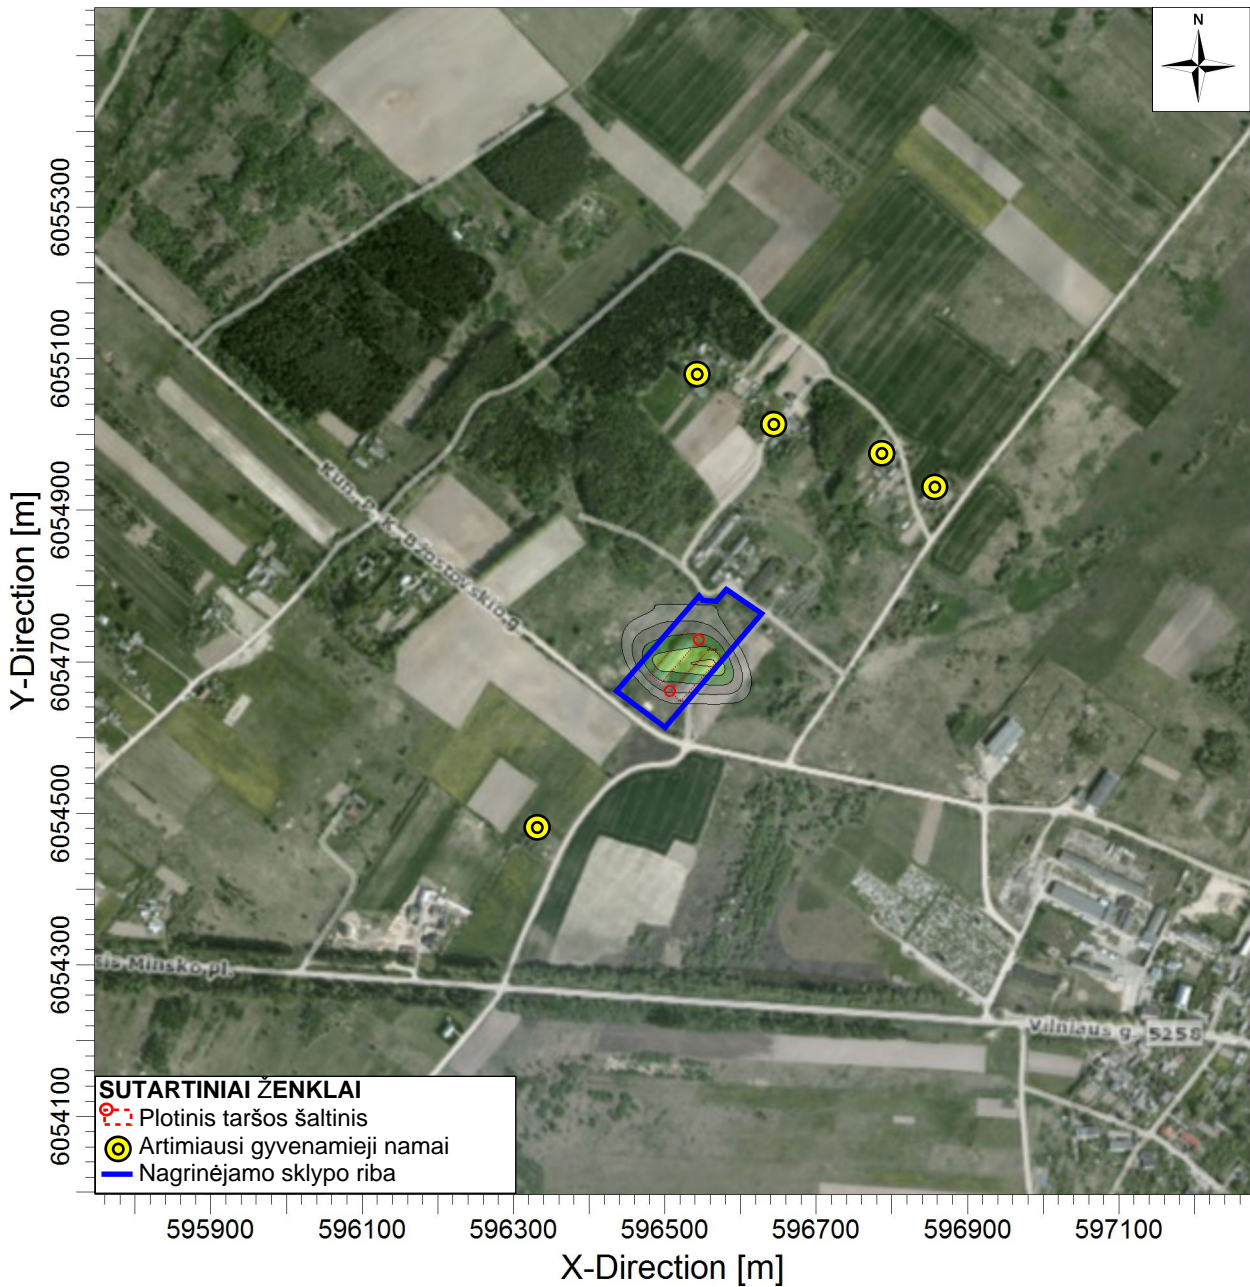 N
6055300
6055100
6054900
6054700
6054500
6054300
6054100
Y-Direction [m]
Kun. P. K. Bžostovskio g.
sis Minsko pl.
Vilniaus g. 5258
SUTARTINIAI ŽENKLAI
Plotinis taršos šaltinis
Artimiausi gyvenamieji namai
Nagrinėjamo sklypo riba
595900 596100 596300 596500 596700 596900 597100
X-Direction [m]